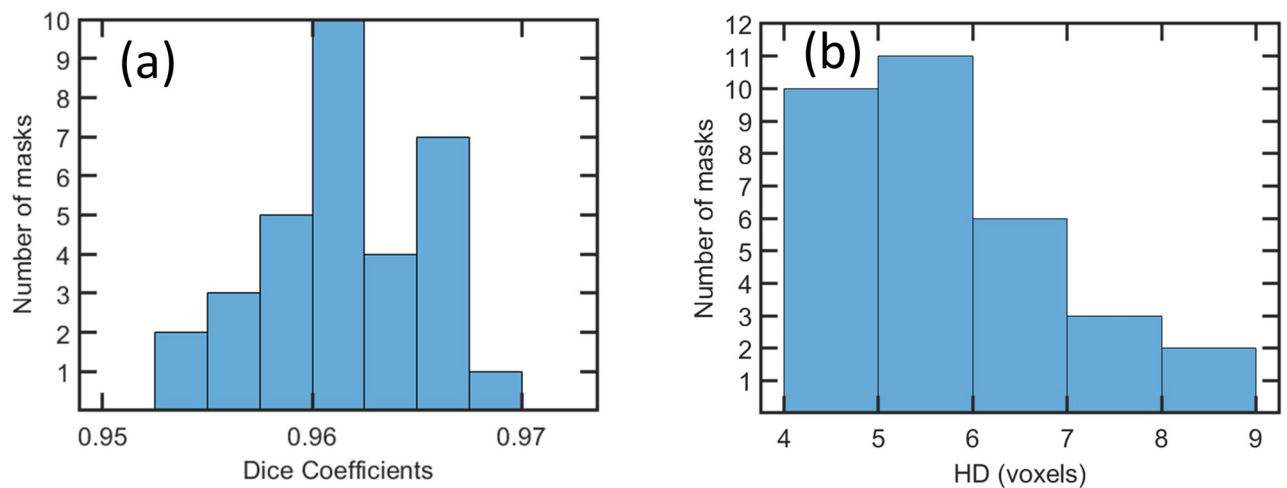 (a)
Number of masks
10
9
8
7
6
5
4
3
2
1
0.95 0.96 0.97
Dice Coefficients
(b)
Number of masks
12
11
10
9
8
7
6
5
4
3
2
1
4 5 6 7 8 9
HD (voxels)